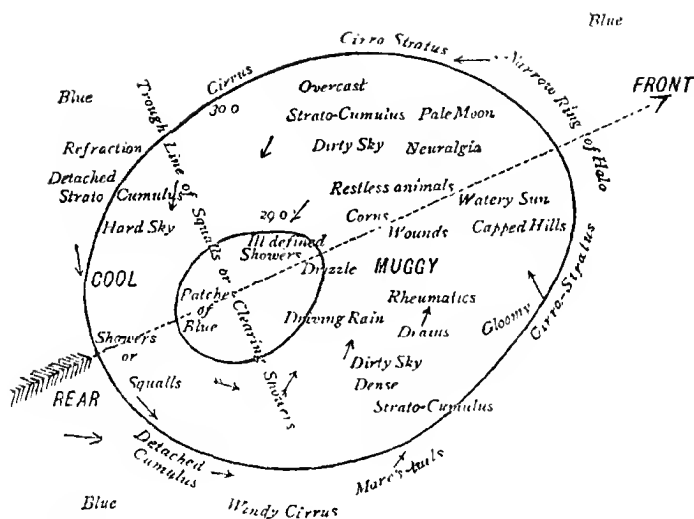 Blue
Cirro Stratus
Narrow Ring of Halo
FRONT
Cirrus
Overcast
Blue
30 0
Strato-Cumulus
Pale Moon
Trough Line of Squalls or Clearing Showers
Refraction
Dirty Sky
Neuralgia
Detached
Strato Cumulus
Restless animals
Watery Sun
29 0
Corns
Hard Sky
Wounds
Capped Hills
Ill defined
Showers
COOL
Drizzle
MUGGY
Cirro-Stratus
Patches
of
Blue
Rheumatics
Gloomy
Driving Rain
Drains
Showers
or
Squalls
Dirty Sky
Dense
Strato-Cumulus
REAR
Detached
Cumulus
Mare's-tails
Blue
Windy Cirrus